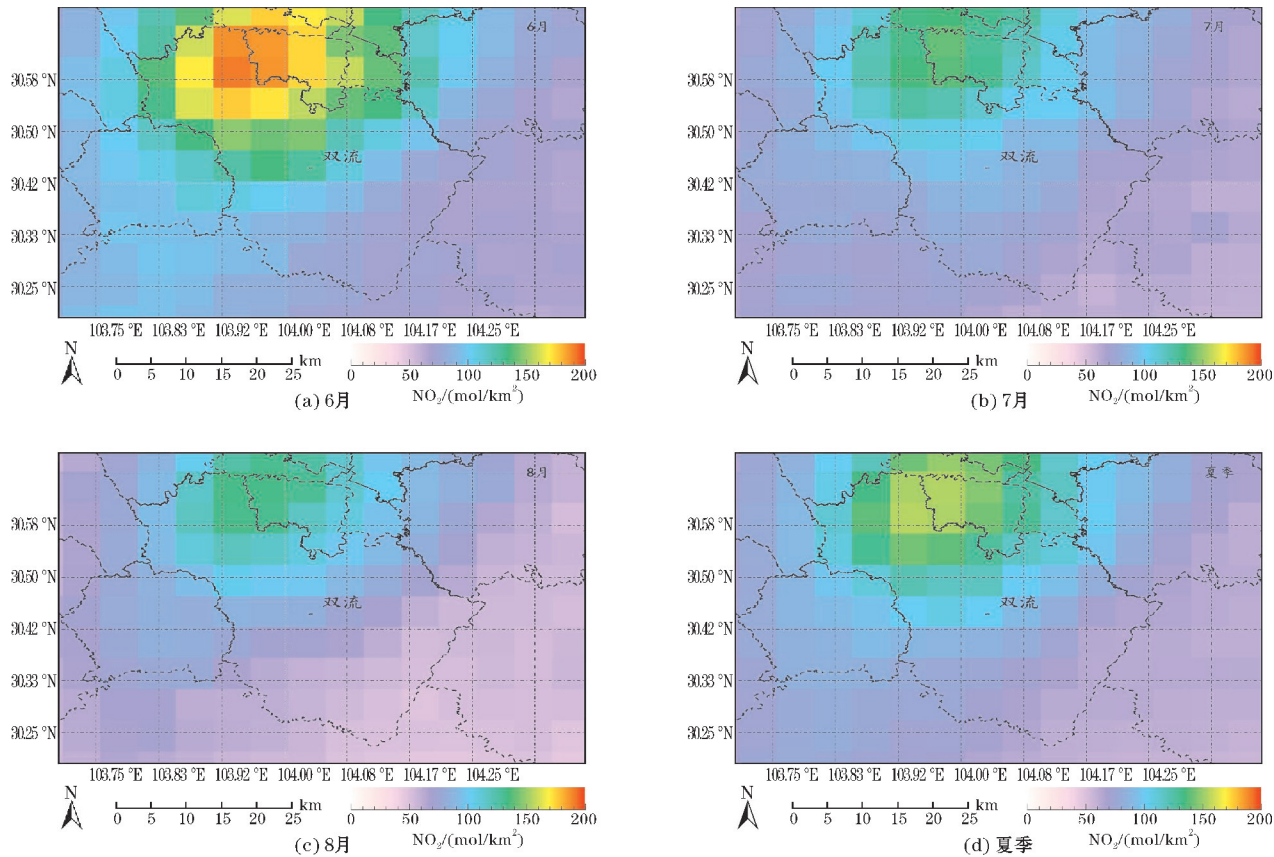 6月
30.58 °N
30.50 °N
双流
30.42 °N
30.33 °N
30.25 °N
103.75 °E 103.83 °E 103.92 °E 104.00 °E 104.08 °E 104.17 °E 104.25 °E
N
km
0 5 10 15 20 25
0 50 100 150 200
NO₂/(mol/km²)
(a) 6月
7月
30.58 °N
30.50 °N
双流
30.42 °N
30.33 °N
30.25 °N
103.75 °E 103.83 °E 103.92 °E 104.00 °E 104.08 °E 104.17 °E 104.25 °E
N
km
0 5 10 15 20 25
0 50 100 150 200
NO₂/(mol/km²)
(b) 7月
8月
30.58 °N
30.50 °N
双流
30.42 °N
30.33 °N
30.25 °N
103.75 °E 103.83 °E 103.92 °E 104.00 °E 104.08 °E 104.17 °E 104.25 °E
N
km
0 5 10 15 20 25
0 50 100 150 200
NO₂/(mol/km²)
(c) 8月
夏季
30.58 °N
30.50 °N
双流
30.42 °N
30.33 °N
30.25 °N
103.75 °E 103.83 °E 103.92 °E 104.00 °E 104.08 °E 104.17 °E 104.25 °E
N
km
0 5 10 15 20 25
0 50 100 150 200
NO₂/(mol/km²)
(d) 夏季